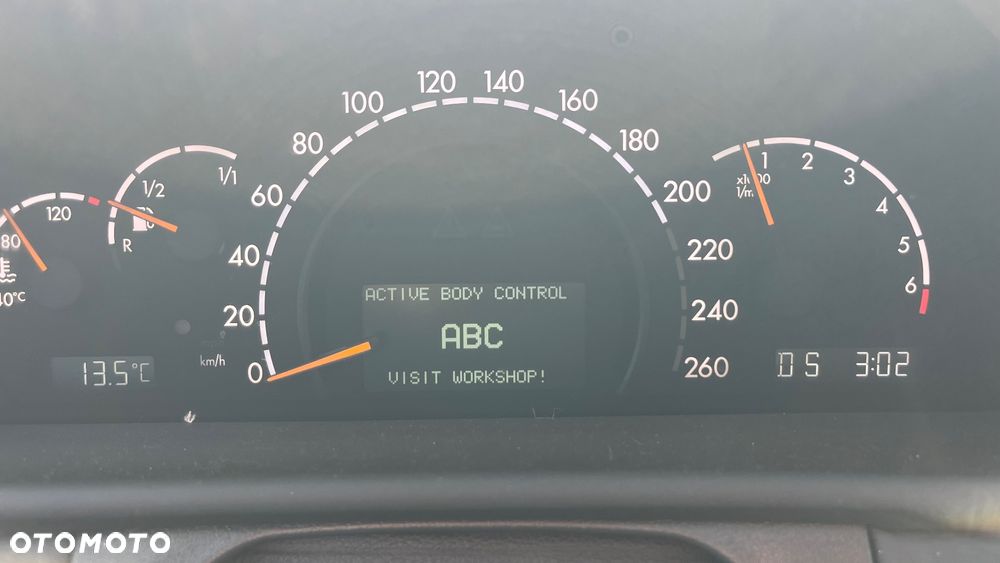 120
80
40°C
1/2
1/1
R
13.5°C
km/h
0
20
40
60
80
100
120
140
160
180
200
220
240
260
ACTIVE BODY CONTROL
ABC
VISIT WORKSHOP!
1
2
3
4
5
6
D S
3:02
OTOMOTO